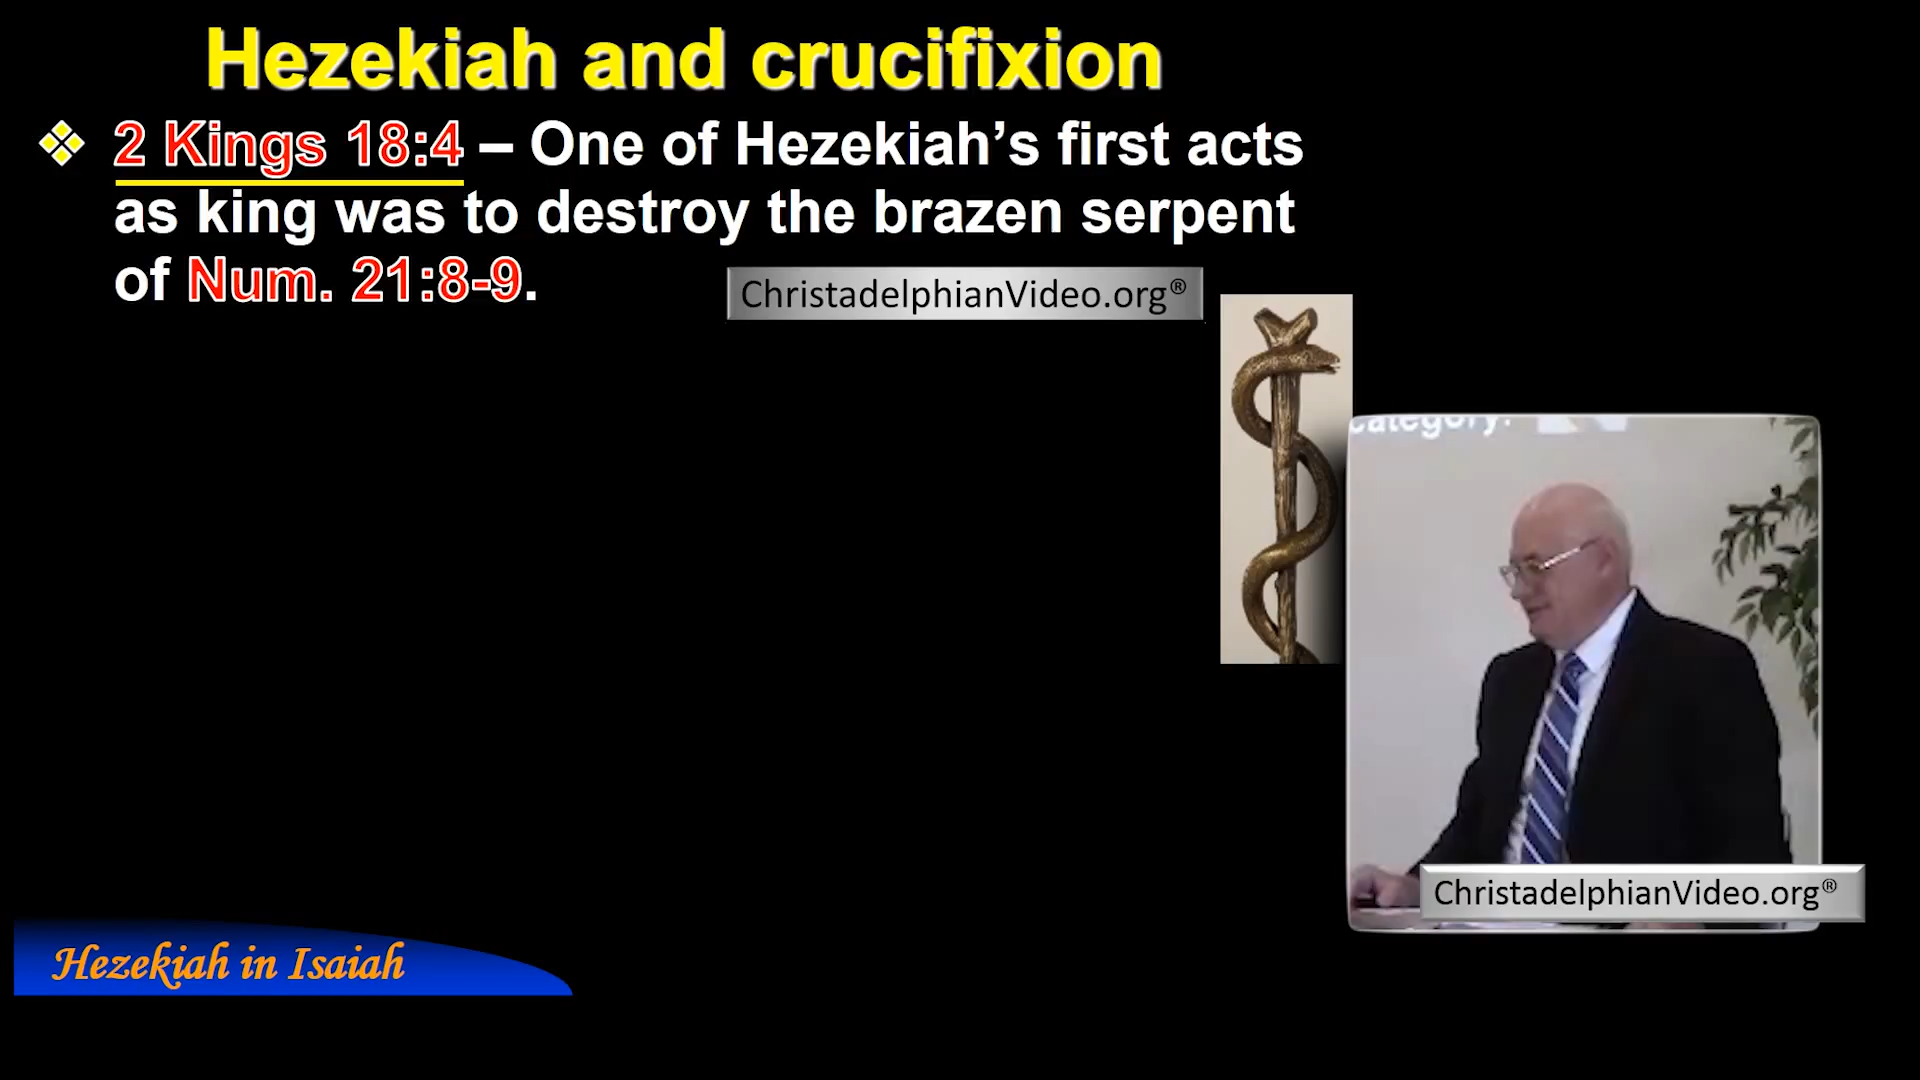 Hezekiah and crucifixion
❖ 2 Kings 18:4 – One of Hezekiah’s first acts
as king was to destroy the brazen serpent
of Num. 21:8-9.
ChristadelphianVideo.org®
category.
ChristadelphianVideo.org®
Hezekiah in Isaiah